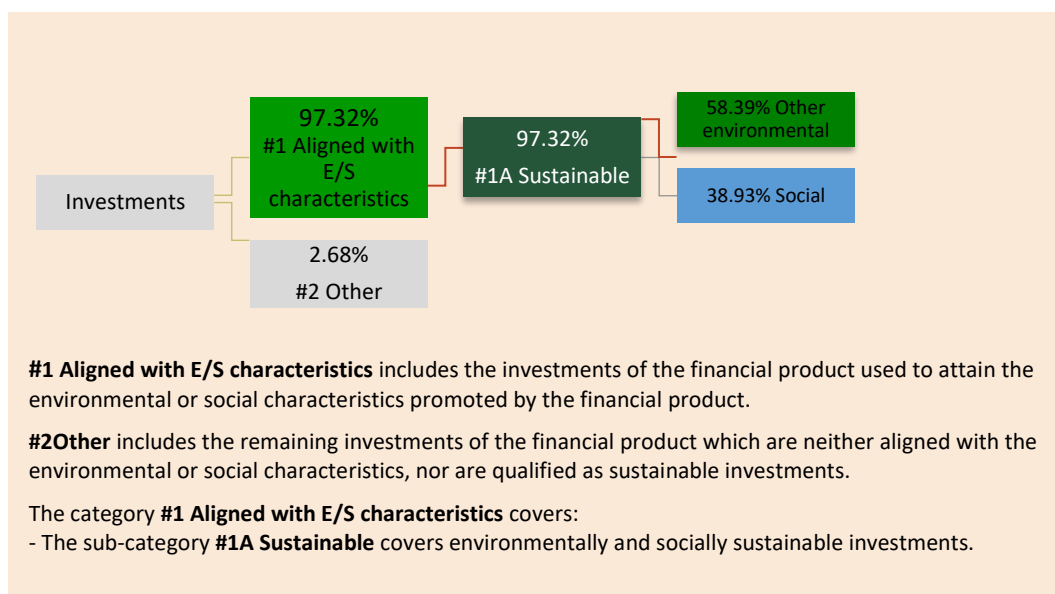 Investments
97.32%
#1 Aligned with
E/S
characteristics
2.68%
#2 Other
97.32%
#1A Sustainable
58.39% Other
environmental
38.93% Social
#1 Aligned with E/S characteristics includes the investments of the financial product used to attain the
environmental or social characteristics promoted by the financial product.
#2Other includes the remaining investments of the financial product which are neither aligned with the
environmental or social characteristics, nor are qualified as sustainable investments.
The category #1 Aligned with E/S characteristics covers:
- The sub-category #1A Sustainable covers environmentally and socially sustainable investments.